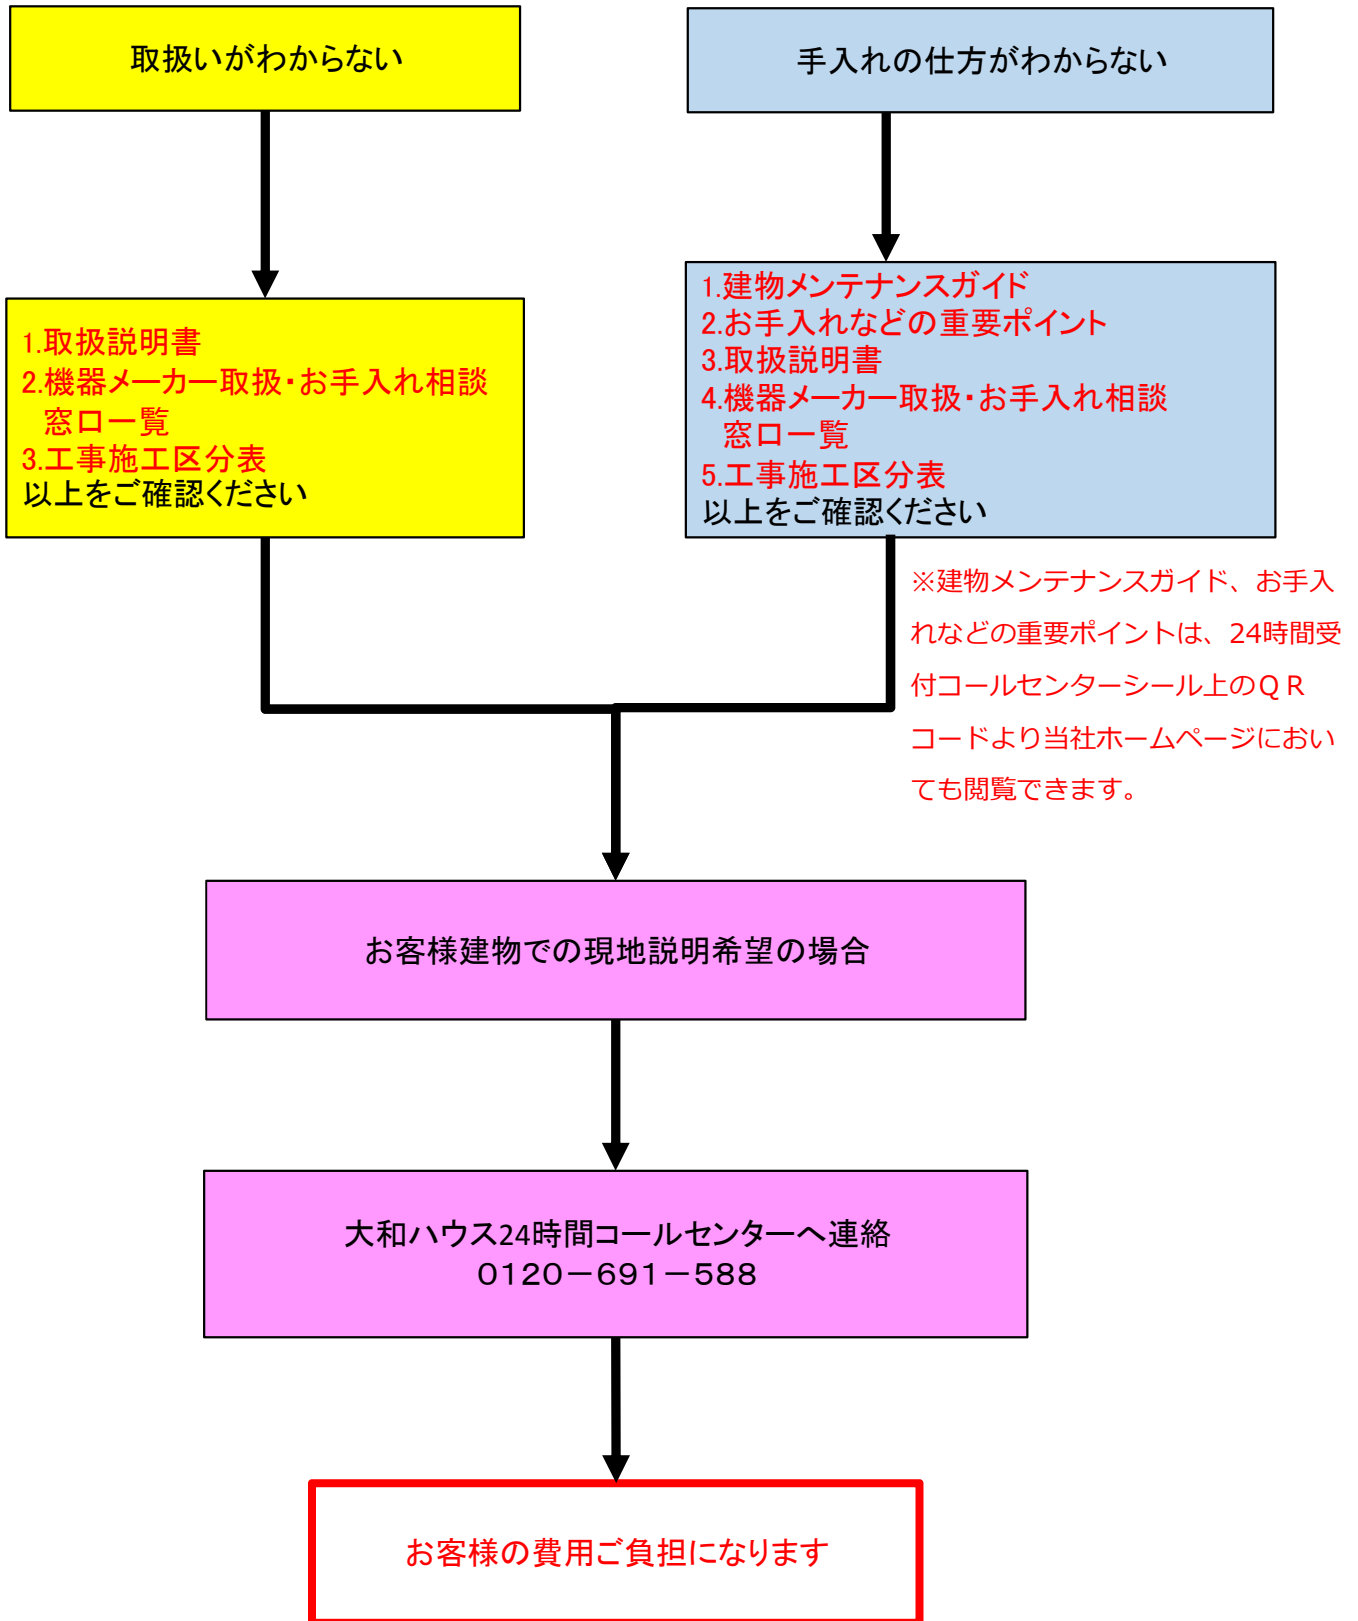 取扱いがわからない
手入れの仕方がわからない
1.取扱説明書
2.機器メーカー取扱・お手入れ相談
窓口一覧
3.工事施工区分表
以上をご確認ください
1.建物メンテナンスガイド
2.お手入れなどの重要ポイント
3.取扱説明書
4.機器メーカー取扱・お手入れ相談
窓口一覧
5.工事施工区分表
以上をご確認ください
※建物メンテナンスガイド、お手入
れなどの重要ポイントは、24時間受
付コールセンターシール上のＱＲ
コードより当社ホームページにおい
ても閲覧できます。
お客様建物での現地説明希望の場合
大和ハウス24時間コールセンターへ連絡
０１２０－６９１－５８８
お客様の費用ご負担になります